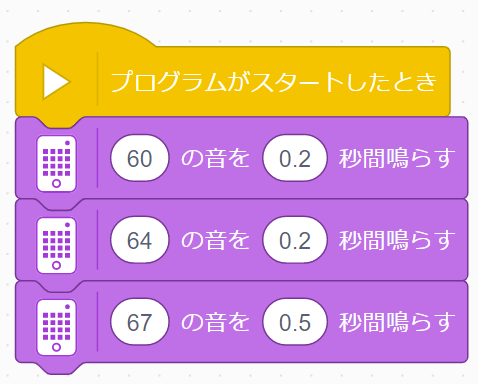 プログラムがスタートしたとき
60 の音を 0.2 秒間鳴らす
64 の音を 0.2 秒間鳴らす
67 の音を 0.5 秒間鳴らす